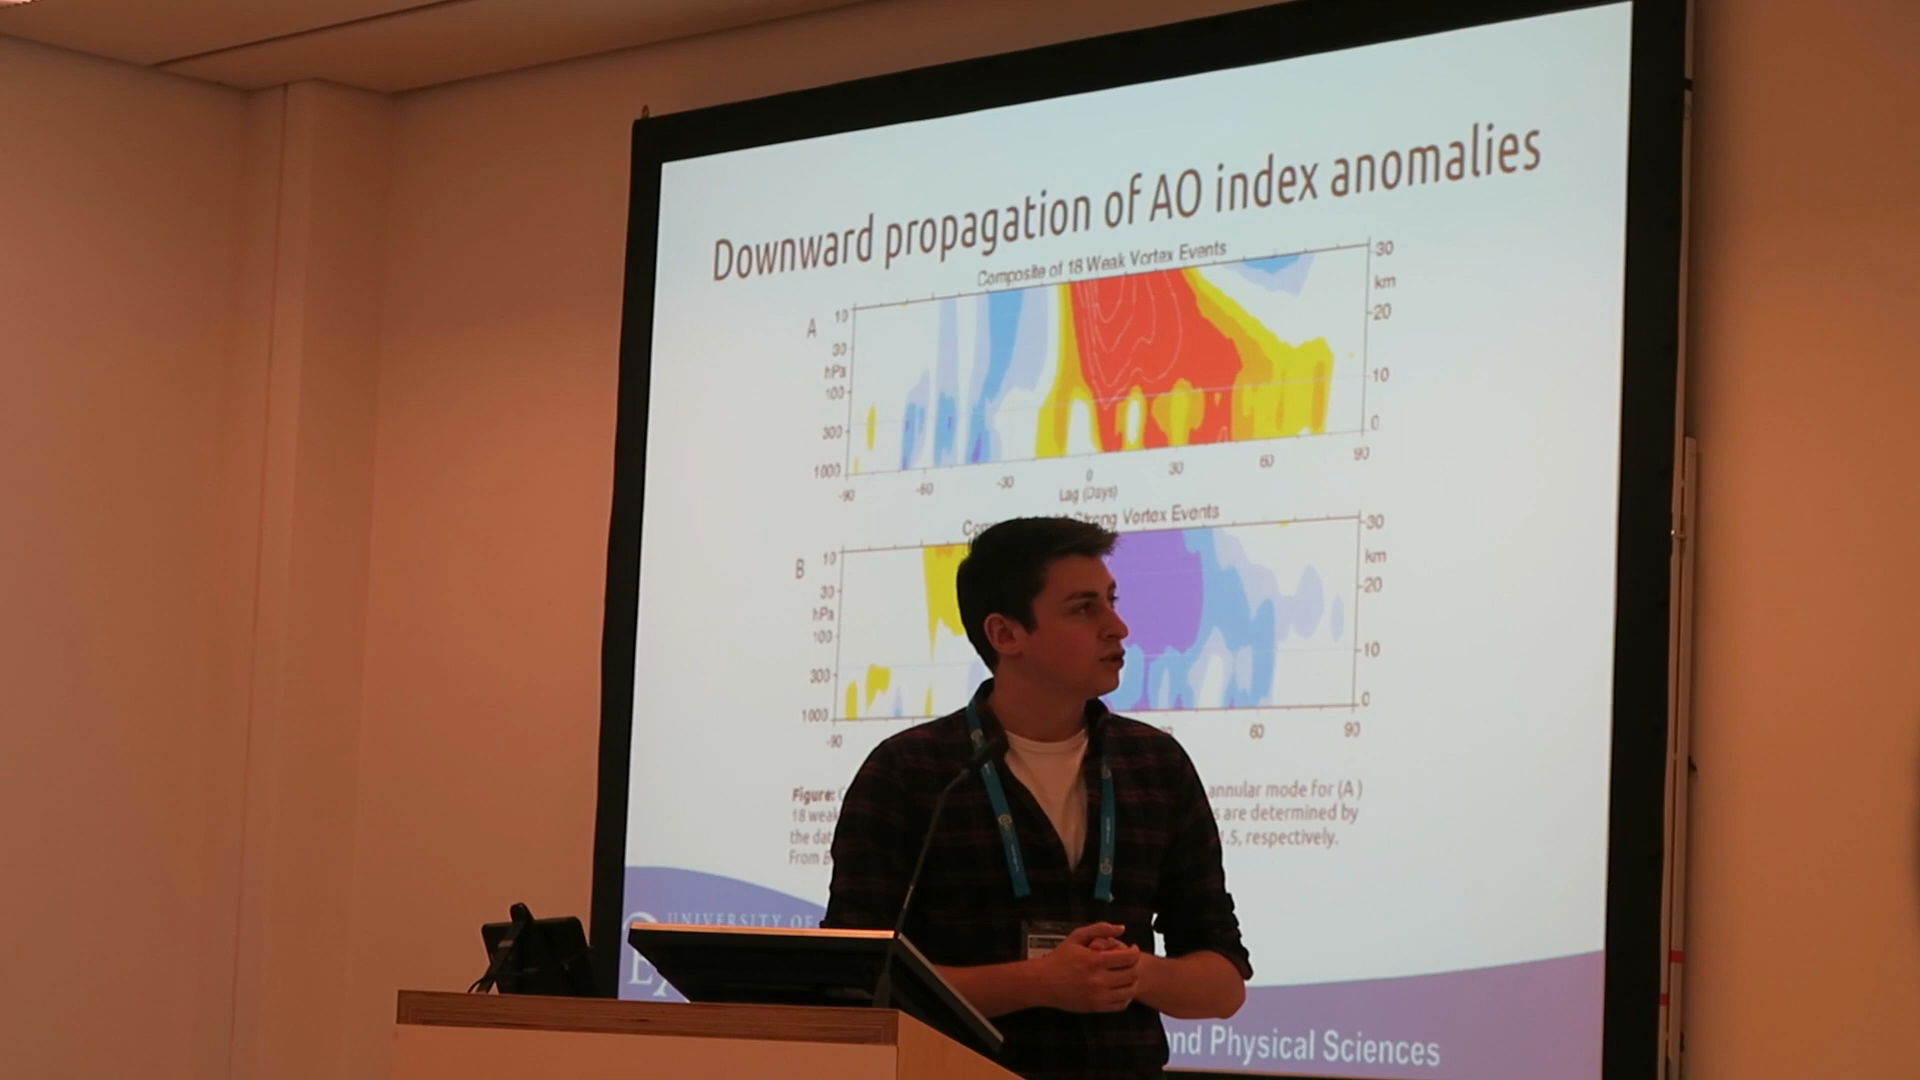 Downward propagation of AO index anomalies
Composite of 18 Weak Vortex Events
A
10
30
hPa
100
300
1000
30
km
20
10
0
-90
-60
-30
0
30
60
90
Lag (Days)
Strong Vortex Events
B
10
30
hPa
100
300
1000
30
km
20
10
0
-90
60
90
Figure: annular mode for (A)
18 weak are determined by
the dat 1.5, respectively.
From
UNIVERSITY OF
nd Physical Sciences